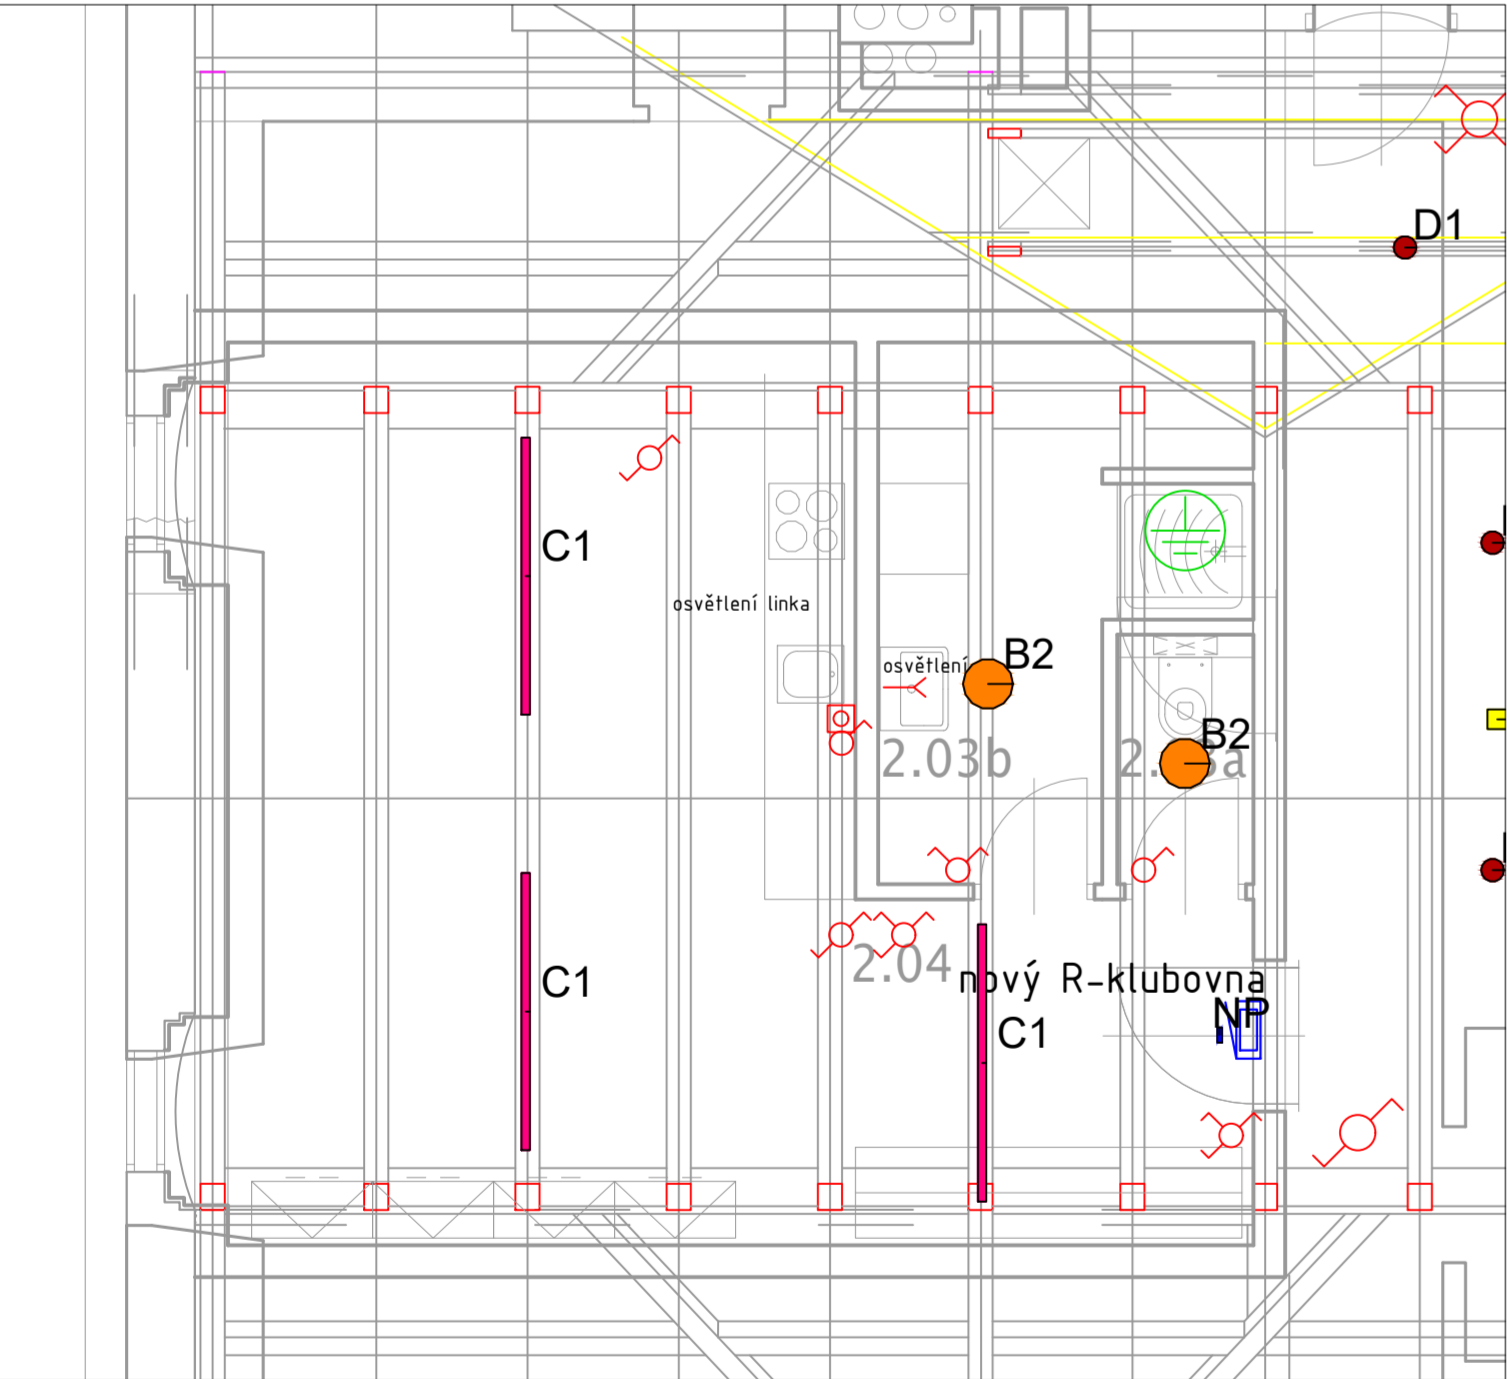 D1
C1
osvětlení linka
osvětlení
B2
B2
2.03b
2.04
C1
nový R-klubovna
NP
C1